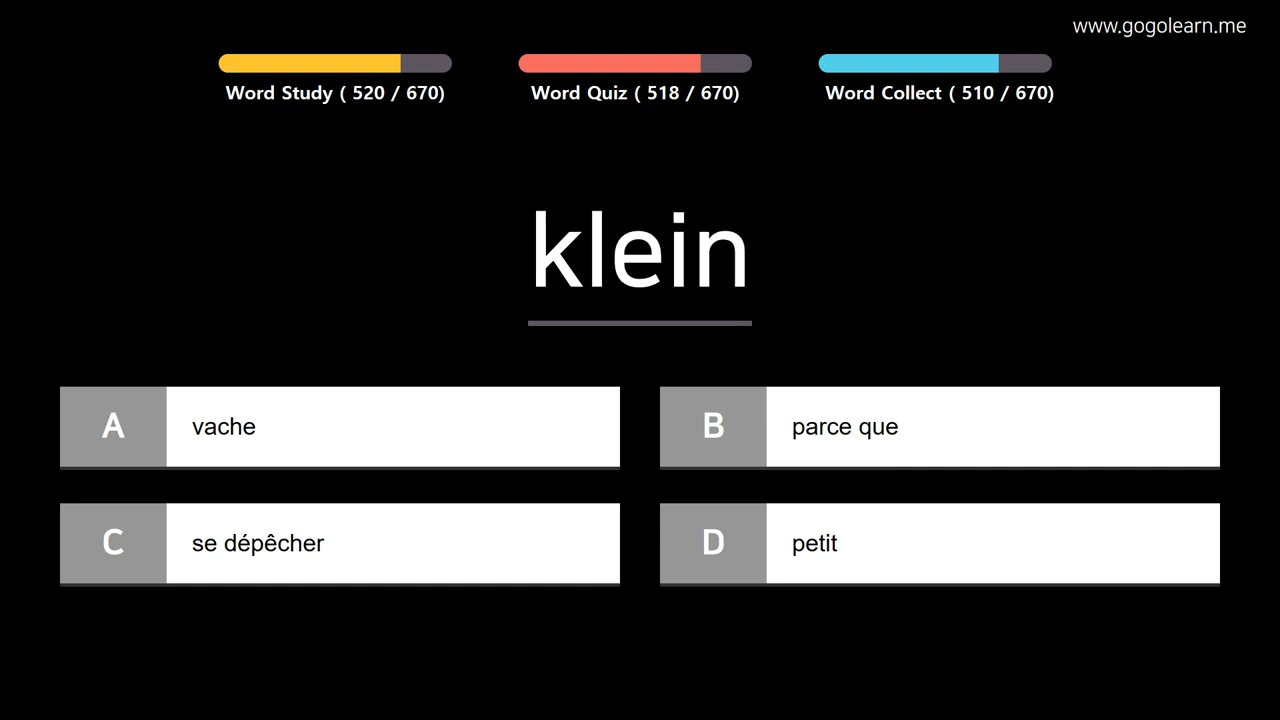 www.gogolearn.me
Word Study ( 520 / 670)
Word Quiz ( 518 / 670)
Word Collect ( 510 / 670)
klein
A vache
B parce que
C se dépêcher
D petit